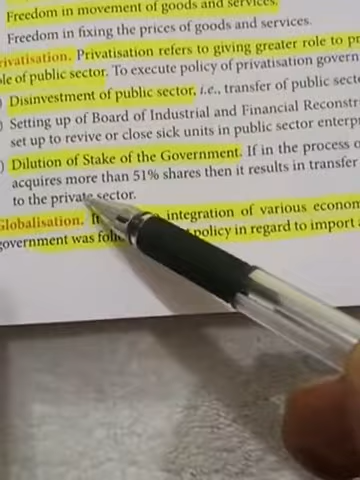 Freedom in movement of goods and services.
Freedom in fixing the prices of goods and services.
rivatisation. Privatisation refers to giving greater role to pr
ole of public sector. To execute policy of privatisation govern
) Disinvestment of public sector, i.e., transfer of public sect
) Setting up of Board of Industrial and Financial Reconstr
set up to revive or close sick units in public sector enterp
) Dilution of Stake of the Government. If in the process o
acquires more than 51% shares then it results in transfer
to the private sector.
Globalisation. It integration of various econom
government was policy in regard to import